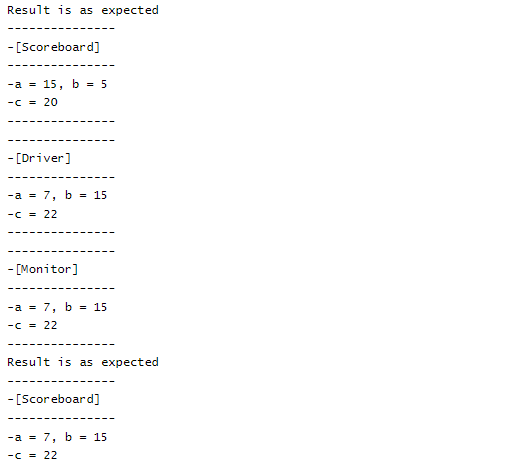 Result is as expected
---------------
-[Scoreboard]
---------------
-a = 15, b = 5
-c = 20
---------------
---------------
-[Driver]
---------------
-a = 7, b = 15
-c = 22
---------------
---------------
-[Monitor]
---------------
-a = 7, b = 15
-c = 22
---------------
Result is as expected
---------------
-[Scoreboard]
---------------
-a = 7, b = 15
-c = 22